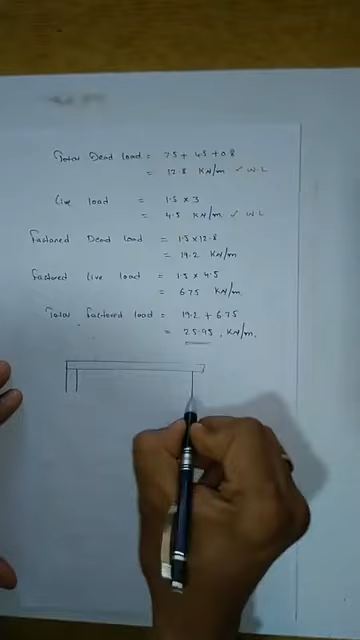 Total Dead load = 7.5 + 4.5 + 0.8
= 12.8 KN/m ✓ W L
Live load = 1.5 × 3
= 4.5 KN/m ✓ W L
Factored Dead load = 1.5 × 12.8
= 19.2 KN/m
Factored live load = 1.5 × 4.5
= 6.75 KN/m
Total factored load = 19.2 + 6.75
= 25.95 KN/m.